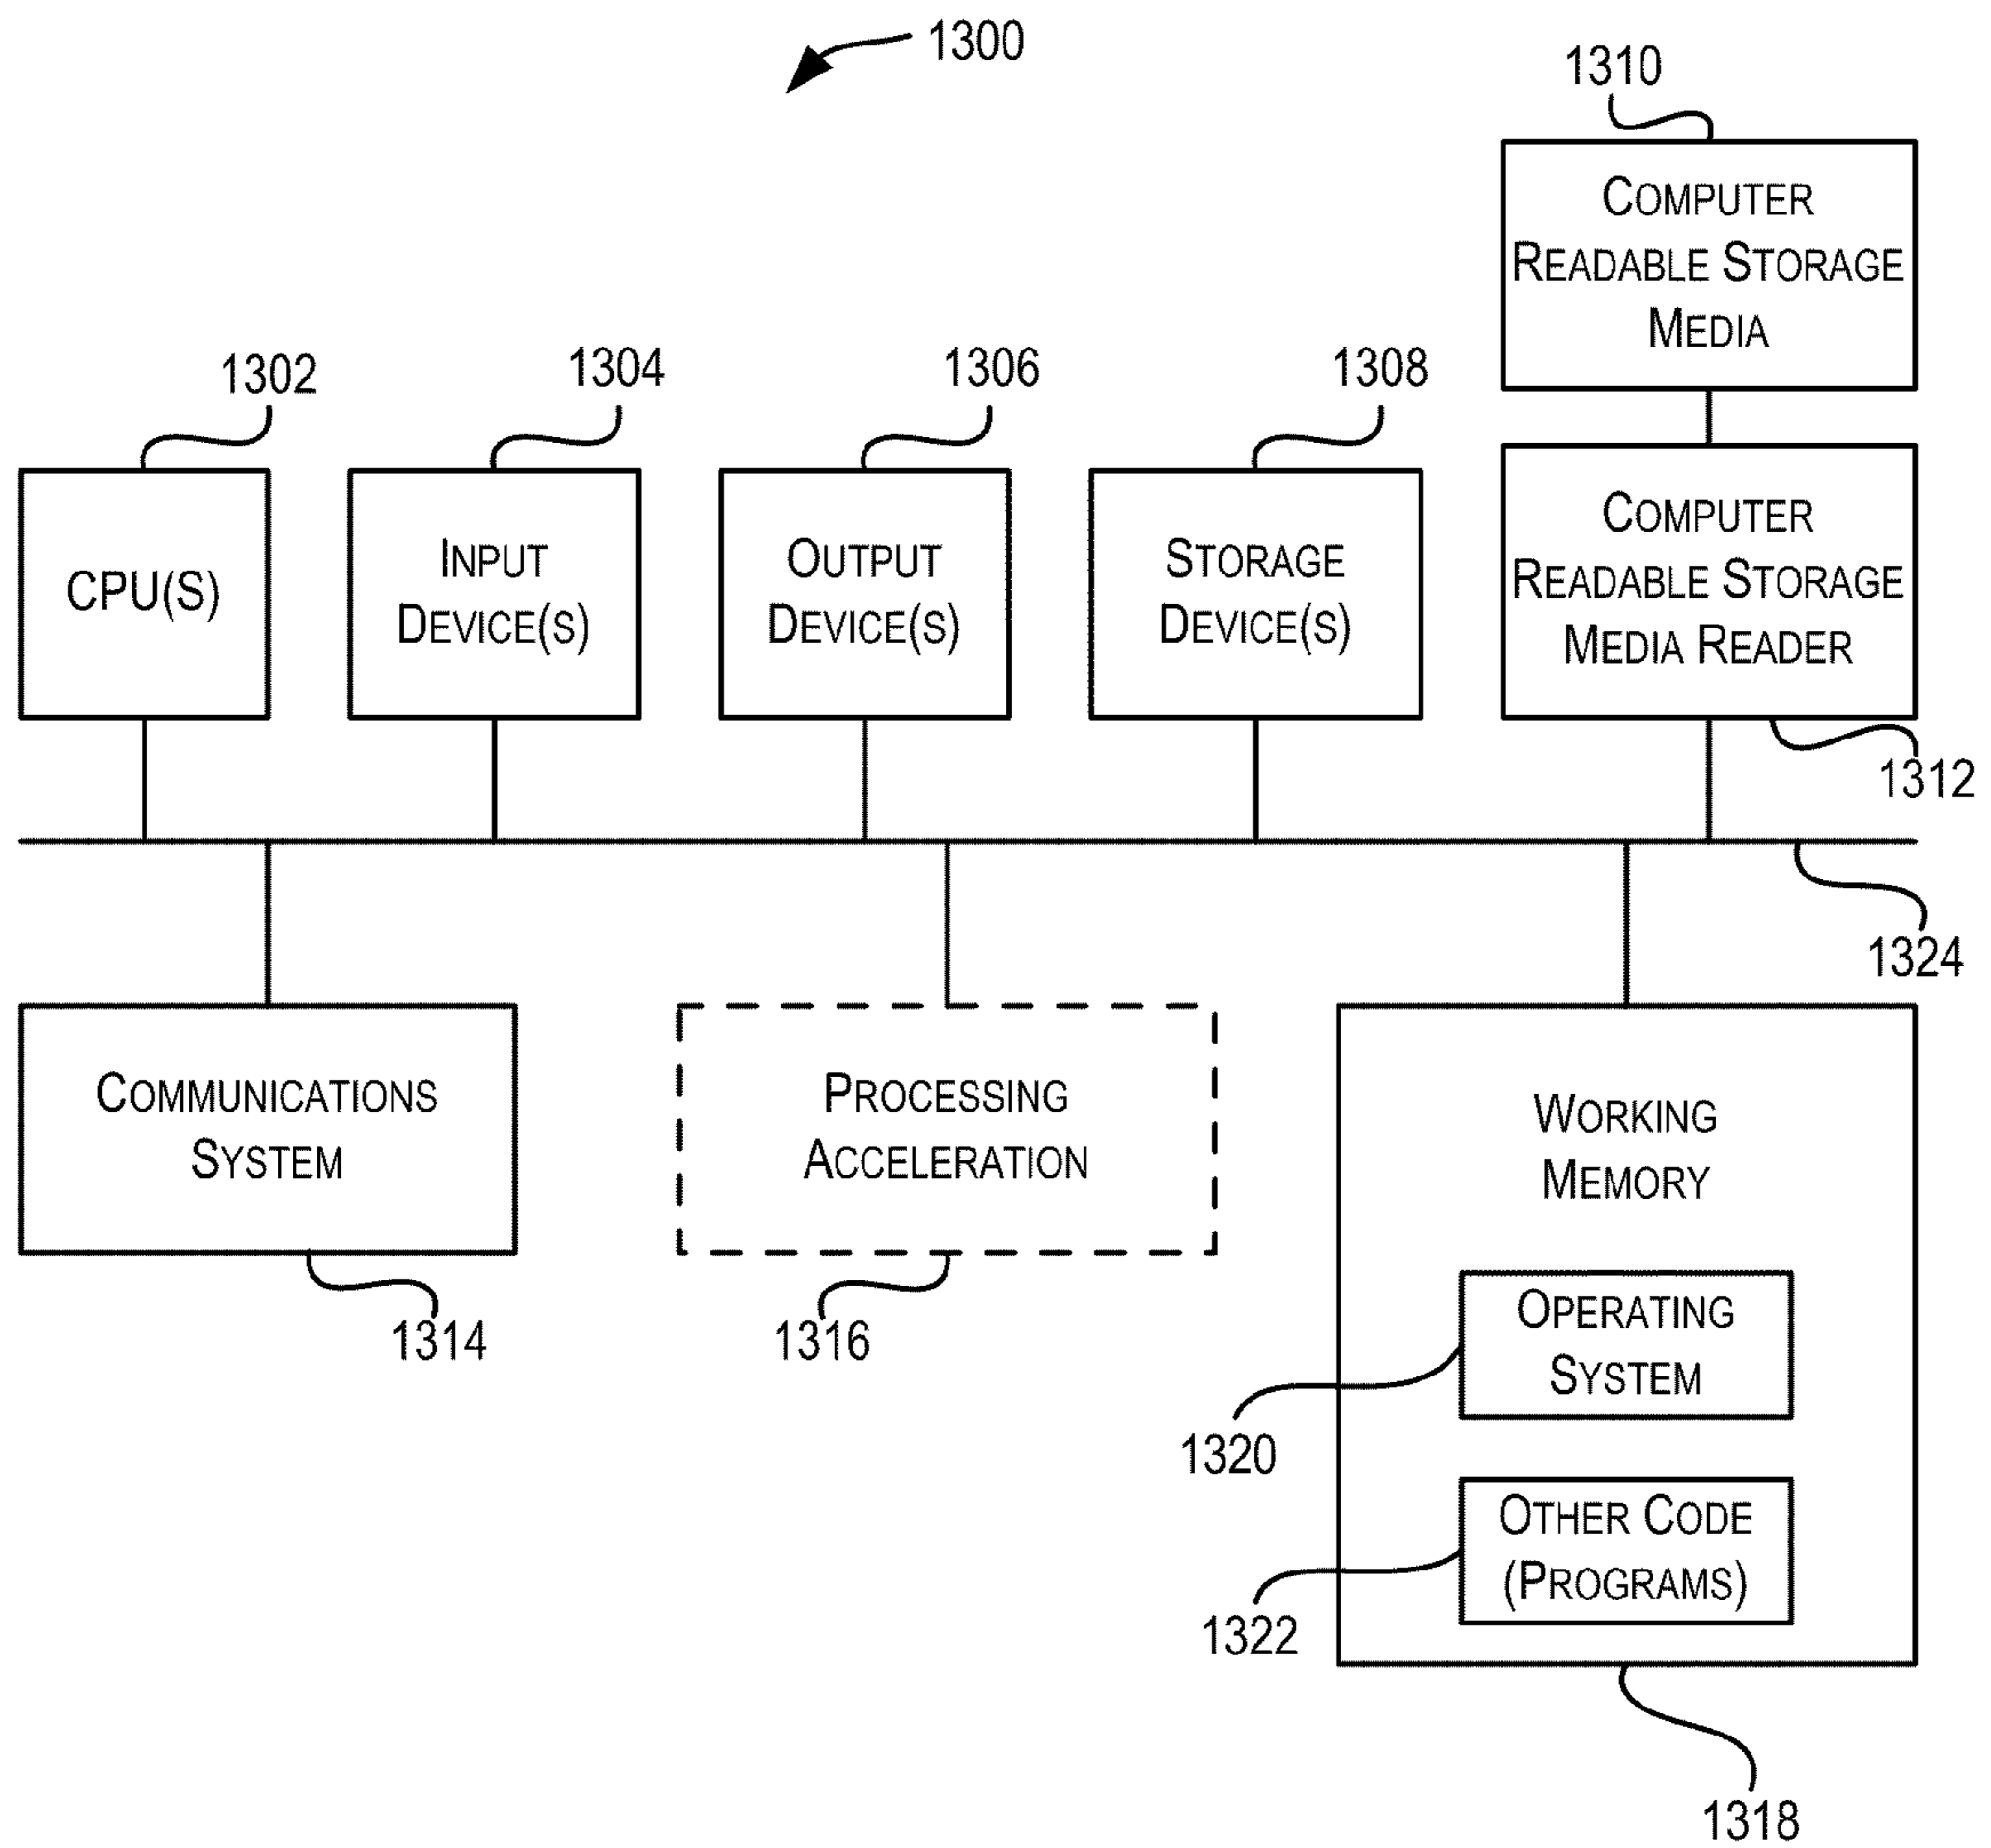 1300
1310
COMPUTER
READABLE STORAGE
MEDIA
1302
1304
1306
1308
CPU(S)
INPUT
DEVICE(S)
OUTPUT
DEVICE(S)
STORAGE
DEVICE(S)
COMPUTER
READABLE STORAGE
MEDIA READER
1312
1324
COMMUNICATIONS
SYSTEM
1314
PROCESSING
ACCELERATION
1316
WORKING
MEMORY
OPERATING
SYSTEM
1320
OTHER CODE
(PROGRAMS)
1322
1318